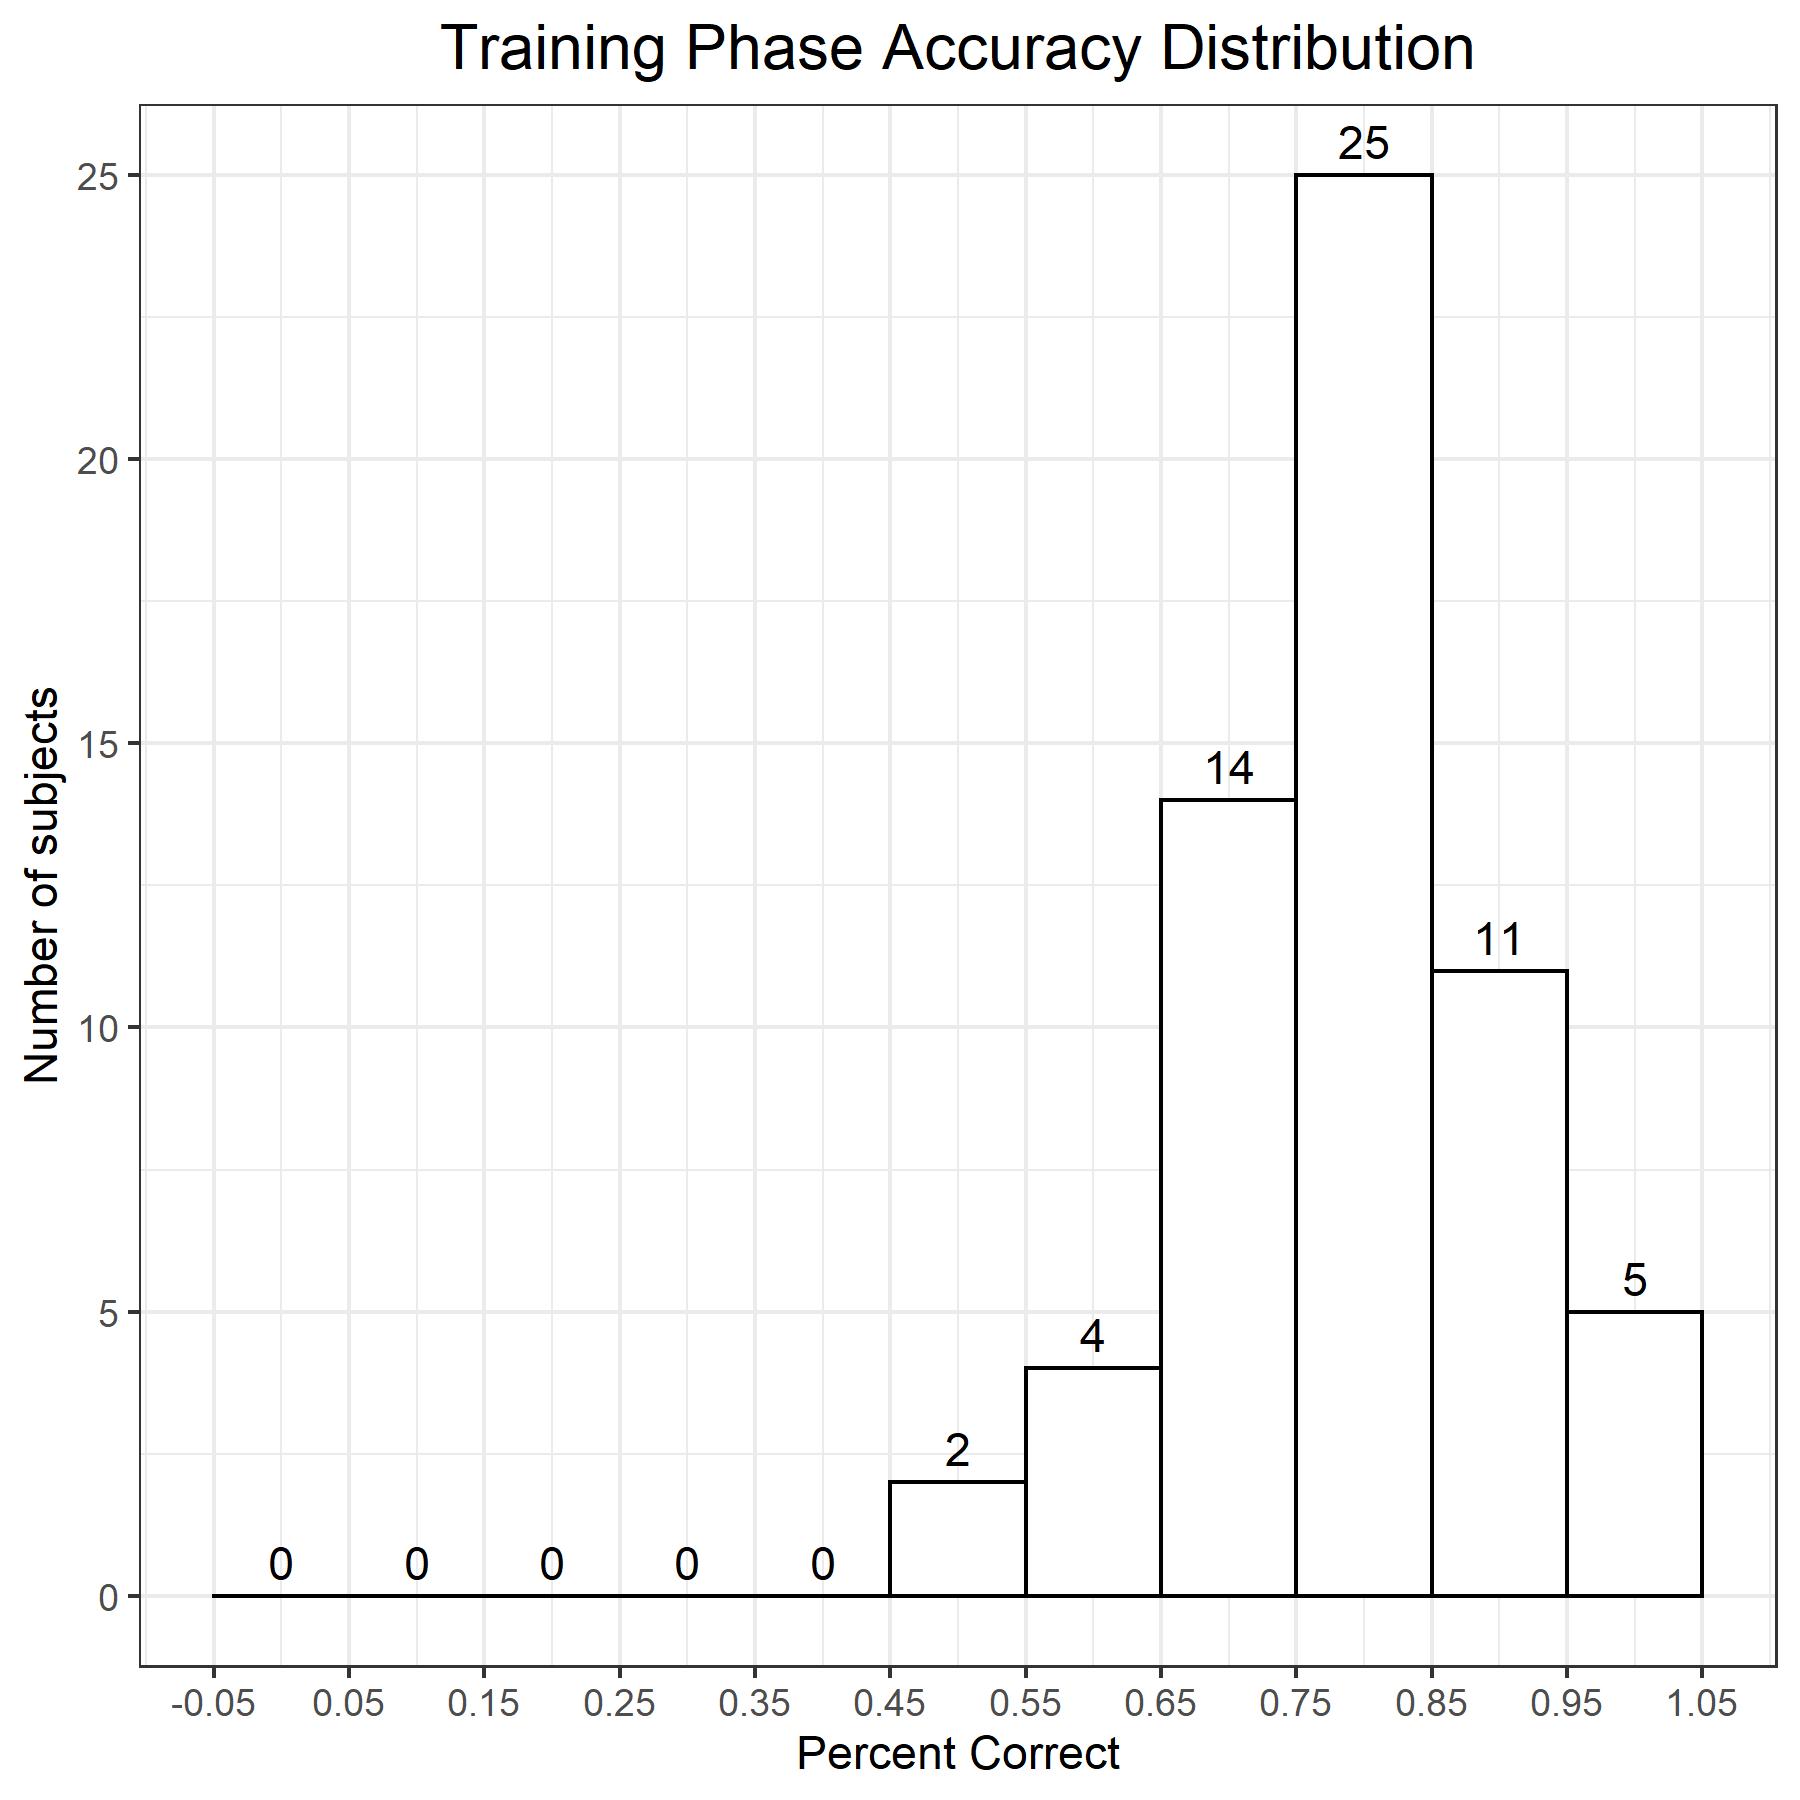 Training Phase Accuracy Distribution
25
20
15
10
5
0
Number of subjects
0 0 0 0 0 2 4 14 25 11 5
-0.05 0.05 0.15 0.25 0.35 0.45 0.55 0.65 0.75 0.85 0.95 1.05
Percent Correct